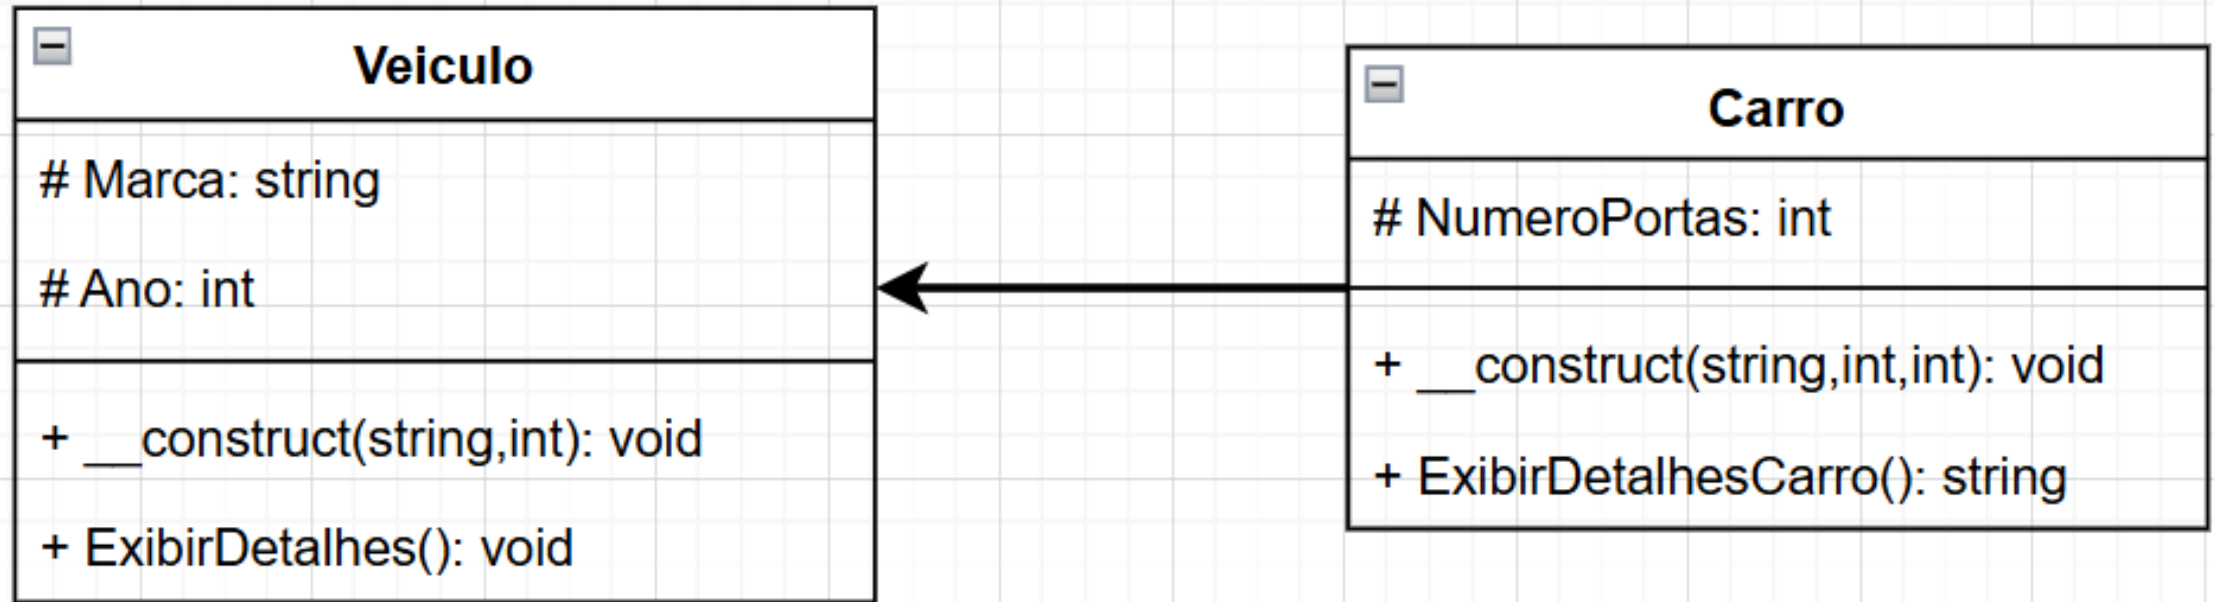 Veiculo
# Marca: string
# Ano: int
+ __construct(string,int): void
+ ExibirDetalhes(): void
Carro
# NumeroPortas: int
+ __construct(string,int,int): void
+ ExibirDetalhesCarro(): string